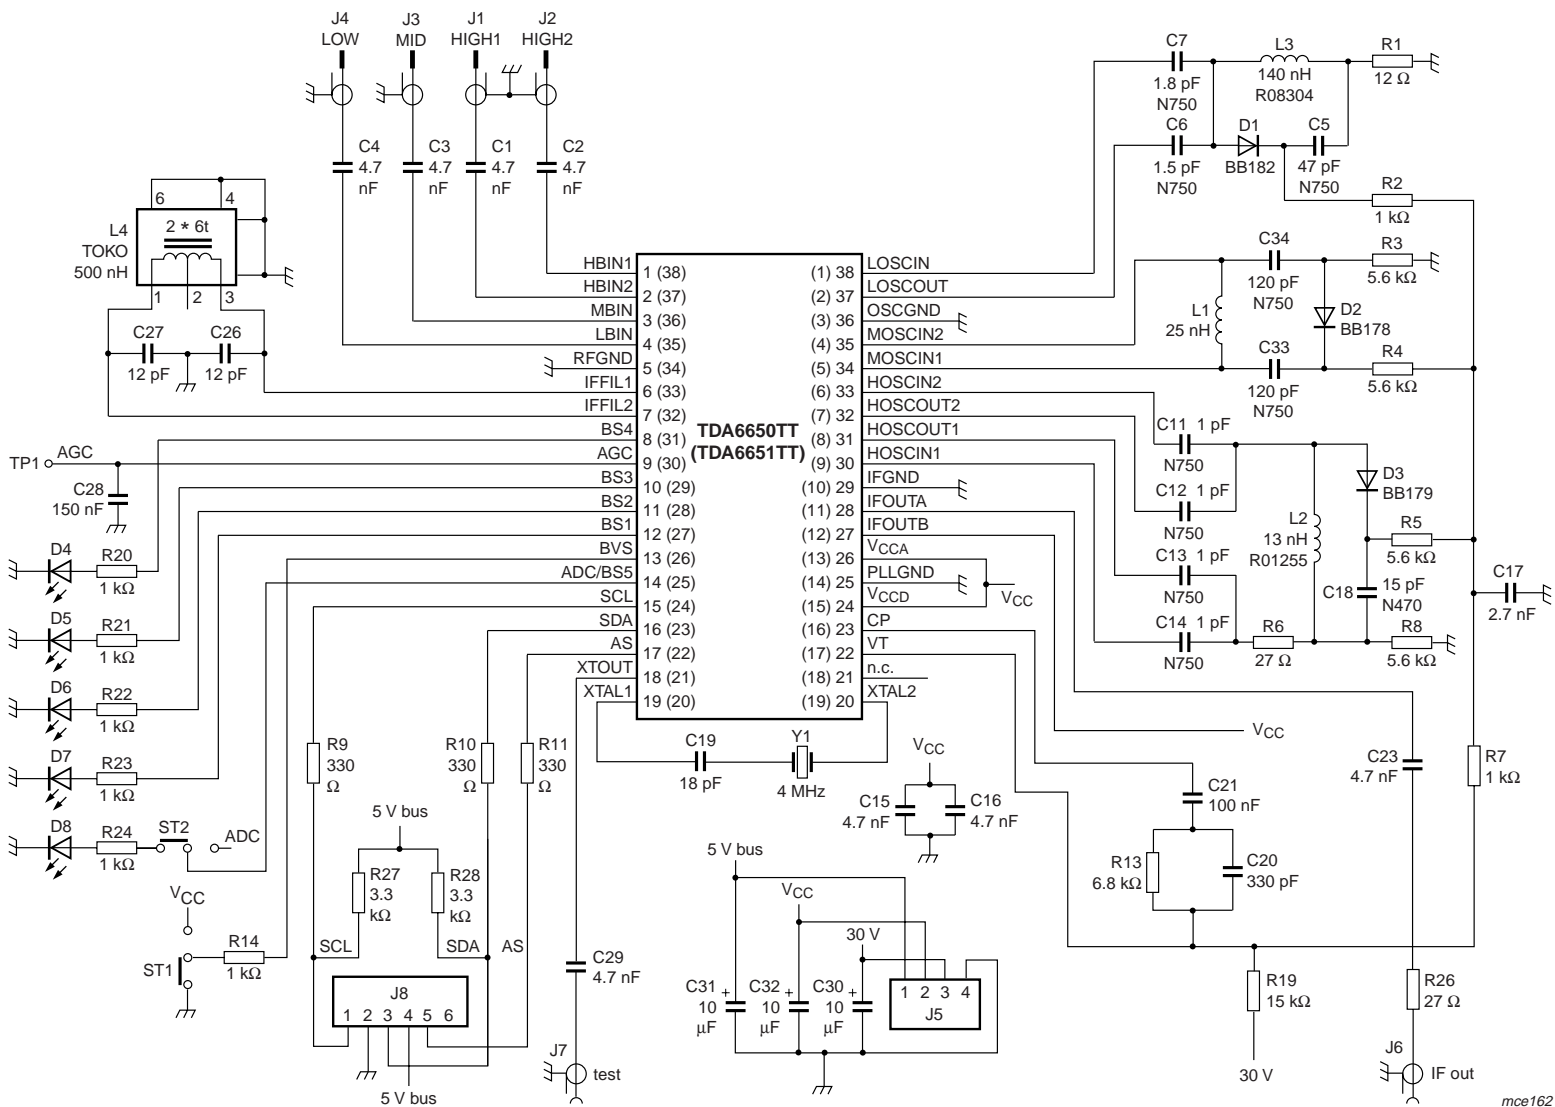 J4
LOW
J3
MID
J1
HIGH1
J2
HIGH2
C4
4.7
nF
C3
4.7
nF
C1
4.7
nF
C2
4.7
nF
C7
1.8 pF
N750
L3
140 nH
R08304
R1
12 Ω
C6
1.5 pF
N750
D1
BB182
C5
47 pF
N750
R2
1 kΩ
6
4
L4
TOKO
500 nH
2 * 6t
1
2
3
C27
12 pF
C26
12 pF
C34
120 pF
N750
R3
5.6 kΩ
L1
25 nH
D2
BB178
C33
120 pF
N750
R4
5.6 kΩ
HBIN1
1 (38)
(1) 38
LOSCIN
HBIN2
2 (37)
(2) 37
LOSCOUT
MBIN
3 (36)
(3) 36
OSCGND
LBIN
4 (35)
(4) 35
MOSCIN2
RFGND
5 (34)
(5) 34
MOSCIN1
IFFIL1
6 (33)
(6) 33
HOSCIN2
IFFIL2
7 (32)
(7) 32
HOSCOUT2
BS4
8 (31)
(8) 31
HOSCOUT1
AGC
9 (30)
(9) 30
HOSCIN1
BS3
10 (29)
(10) 29
IFGND
BS2
11 (28)
(11) 28
IFOUTA
BS1
12 (27)
(12) 27
IFOUTB
BVS
13 (26)
(13) 26
VCCA
ADC/BS5
14 (25)
(14) 25
PLLGND
SCL
15 (24)
(15) 24
VCCD
SDA
16 (23)
(16) 23
CP
AS
17 (22)
(17) 22
VT
XTOUT
18 (21)
(18) 21
n.c.
XTAL1
19 (20)
(19) 20
XTAL2
TDA6650TT
(TDA6651TT)
VCC
TP1
AGC
C28
150 nF
C11 1 pF
N750
C12 1 pF
N750
C13 1 pF
N750
C14 1 pF
N750
D3
BB179
L2
13 nH
R01255
R5
5.6 kΩ
C18
15 pF
N470
R6
27 Ω
R8
5.6 kΩ
C17
2.7 nF
D4
R20
1 kΩ
D5
R21
1 kΩ
D6
R22
1 kΩ
D7
R23
1 kΩ
D8
R24
1 kΩ
ST2
ADC
VCC
ST1
R14
1 kΩ
R9
330
Ω
R10
330
Ω
R11
330
Ω
C19
18 pF
Y1
4 MHz
VCC
C15
4.7 nF
C16
4.7 nF
VCC
C21
100 nF
R13
6.8 kΩ
C20
330 pF
C23
4.7 nF
R7
1 kΩ
5 V bus
R27
3.3
kΩ
R28
3.3
kΩ
SCL
SDA
AS
J8
1 2 3 4 5 6
5 V bus
C29
4.7 nF
J7
test
5 V bus
VCC
30 V
C31
10
μF
+
C32
10
μF
+
C30
10
μF
+
1 2 3 4
J5
R19
15 kΩ
30 V
R26
27 Ω
J6
IF out
mce162